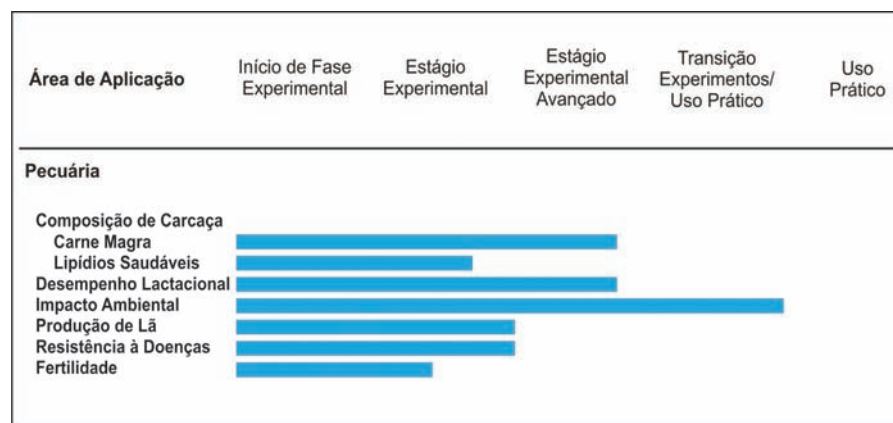 Área de Aplicação
Início de Fase
Experimental
Estágio
Experimental
Estágio
Experimental
Avançado
Transição
Experimentos/
Uso Prático
Uso
Prático
Pecuária
Composição de Carcaça
Carne Magra
Lipídios Saudáveis
Desempenho Lactacional
Impacto Ambiental
Produção de Lã
Resistência à Doenças
Fertilidade